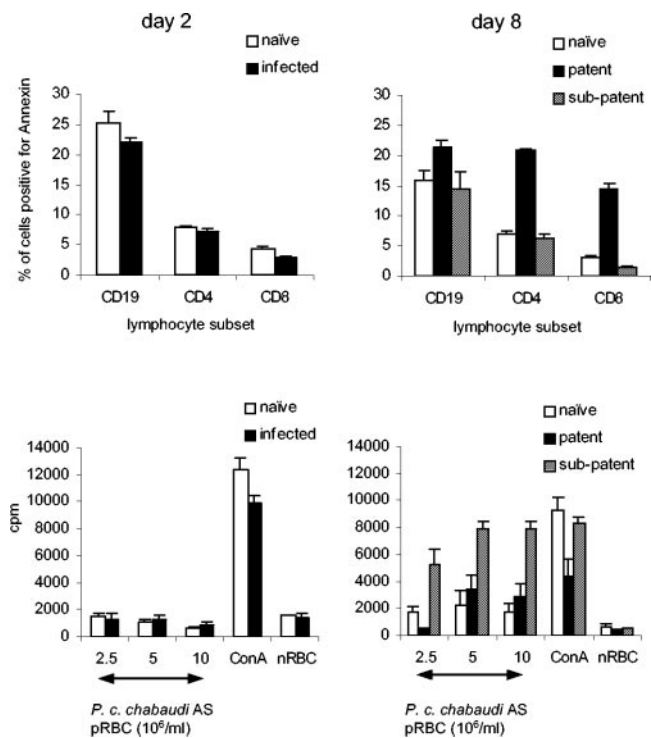 day 2
naïve
infected
% of cells positive for Annexin
30
25
20
15
10
5
0
CD19 CD4 CD8
lymphocyte subset
day 8
naïve
patent
sub-patent
30
25
20
15
10
5
0
CD19 CD4 CD8
lymphocyte subset
naïve
infected
cpm
14000
12000
10000
8000
6000
4000
2000
0
2.5 5 10 ConA nRBC
P. c. chabaudi AS
pRBC (10⁶/ml)
naïve
patent
sub-patent
14000
12000
10000
8000
6000
4000
2000
0
2.5 5 10 ConA nRBC
P. c. chabaudi AS
pRBC (10⁶/ml)